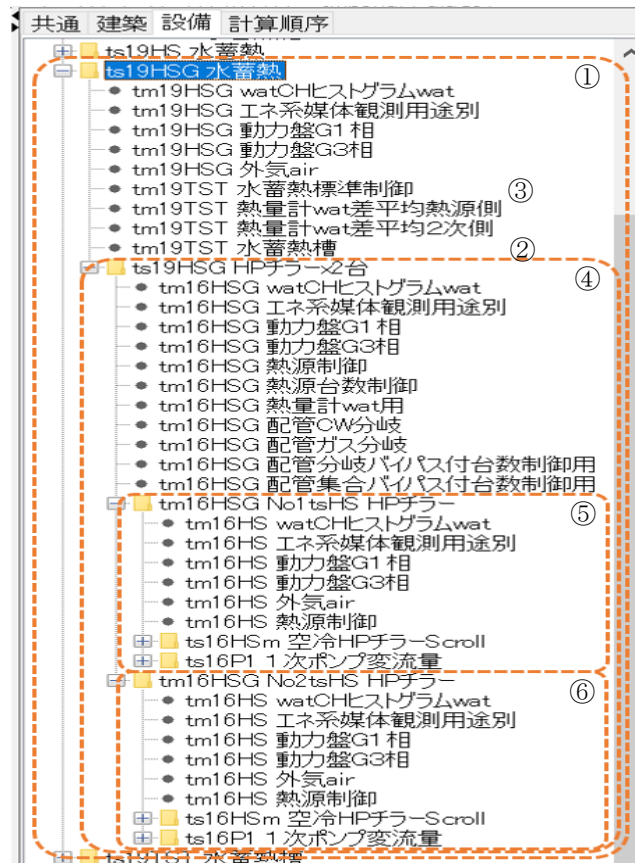 共通 建築 設備 計算順序
ts19HS 水蓄熱
ts19HSG 水蓄熱 ①
tm19HSG watCHヒストグラムwat
tm19HSG エネ系媒体観測用途別
tm19HSG 動力盤G1相
tm19HSG 動力盤G3相
tm19HSG 外気air
tm19TST 水蓄熱標準制御 ③
tm19TST 熱量計wat差平均熱源側
tm19TST 熱量計wat差平均2次側
tm19TST 水蓄熱槽 ②
ts19HSG HPチラー×2台 ④
tm16HSG watCHヒストグラムwat
tm16HSG エネ系媒体観測用途別
tm16HSG 動力盤G1相
tm16HSG 動力盤G3相
tm16HSG 熱源制御
tm16HSG 熱源台数制御
tm16HSG 熱量計wat用
tm16HSG 配管CW分岐
tm16HSG 配管ガス分岐
tm16HSG 配管分岐バイパス付台数制御用
tm16HSG 配管集合バイパス付台数制御用
tm16HSG No1tsHS HPチラー ⑤
tm16HS watCHヒストグラムwat
tm16HS エネ系媒体観測用途別
tm16HS 動力盤G1相
tm16HS 動力盤G3相
tm16HS 外気air
tm16HS 熱源制御
ts16HSm 空冷HPチラーScroll
ts16P1 1次ポンプ変流量
tm16HSG No2tsHS HPチラー ⑥
tm16HS watCHヒストグラムwat
tm16HS エネ系媒体観測用途別
tm16HS 動力盤G1相
tm16HS 動力盤G3相
tm16HS 外気air
tm16HS 熱源制御
ts16HSm 空冷HPチラーScroll
ts16P1 1次ポンプ変流量
ts19TST 水蓄熱槽